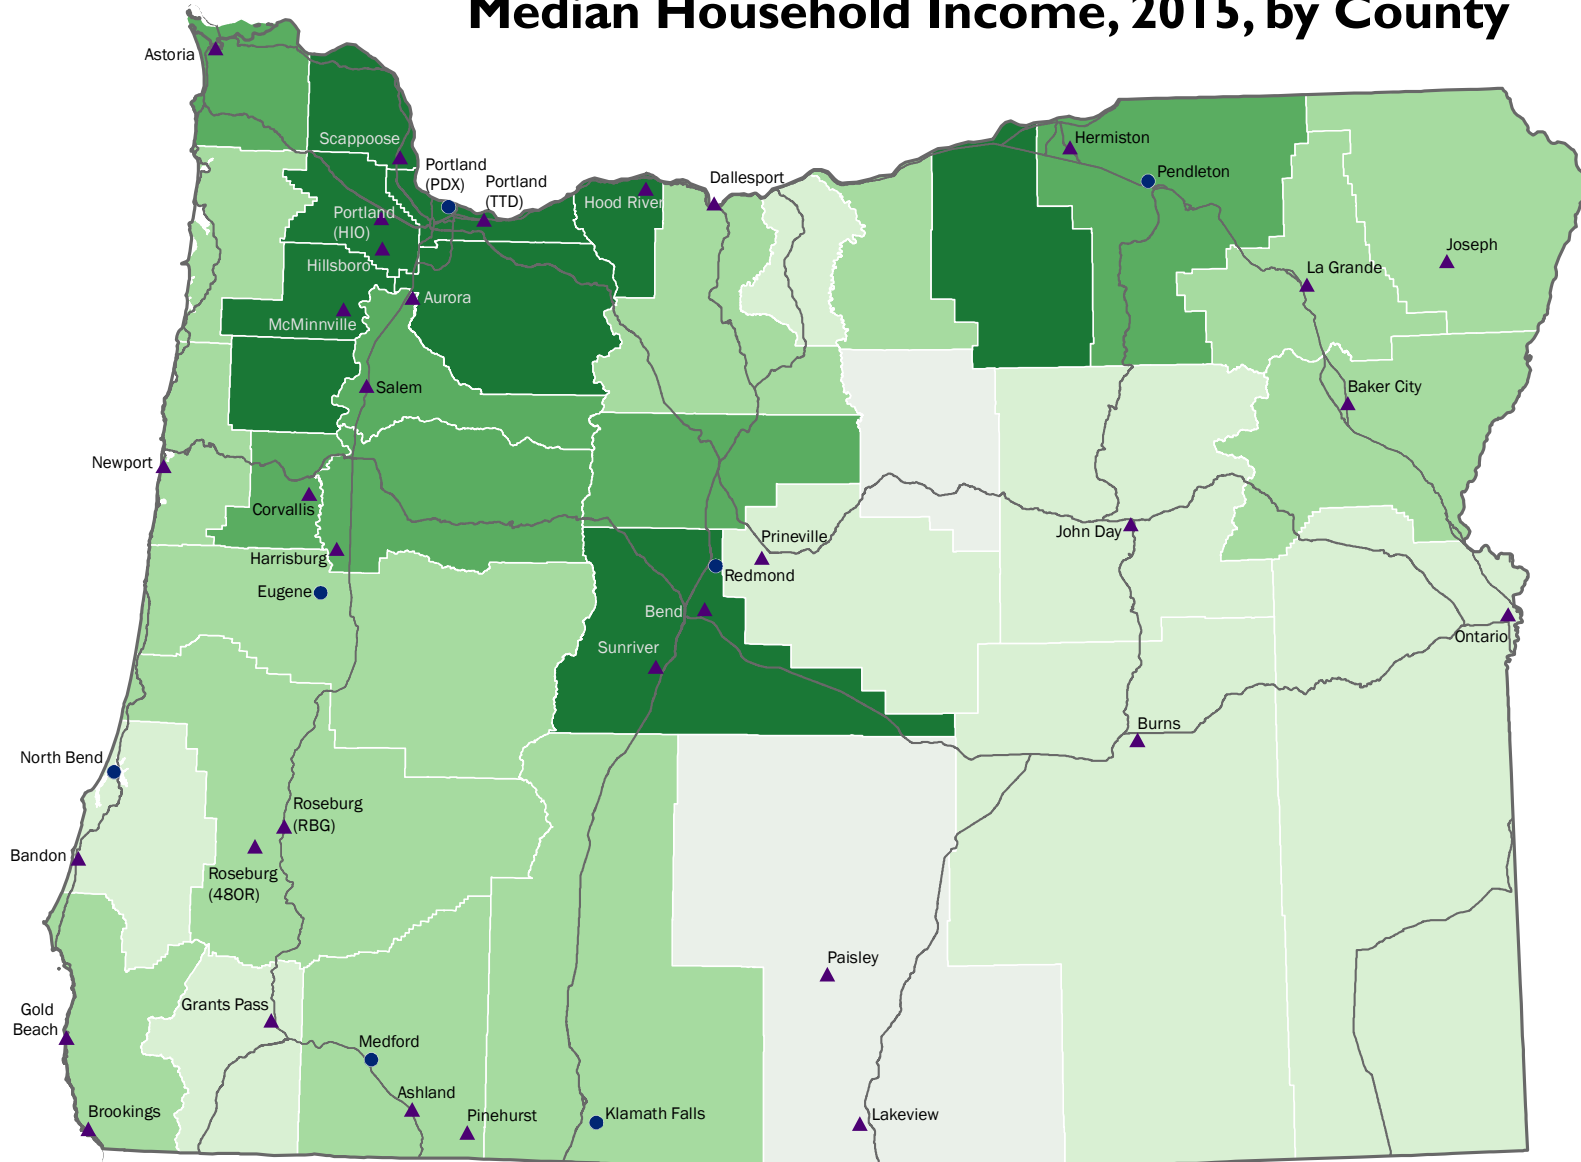 Median Household Income, 2015, by County
Astoria
Scappoose
Portland
(PDX)
Portland
(TTD)
Hood River
Dallesport
Hermiston
Pendleton
Portland
(HIO)
Hillsboro
Aurora
McMinnville
La Grande
Joseph
Salem
Baker City
Newport
Corvallis
Harrisburg
Eugene
Prineville
Redmond
John Day
Bend
Sunriver
Ontario
Burns
North Bend
Roseburg
(RBG)
Bandon
Roseburg
(48OR)
Paisley
Grants Pass
Gold
Beach
Medford
Ashland
Brookings
Pinehurst
Klamath Falls
Lakeview